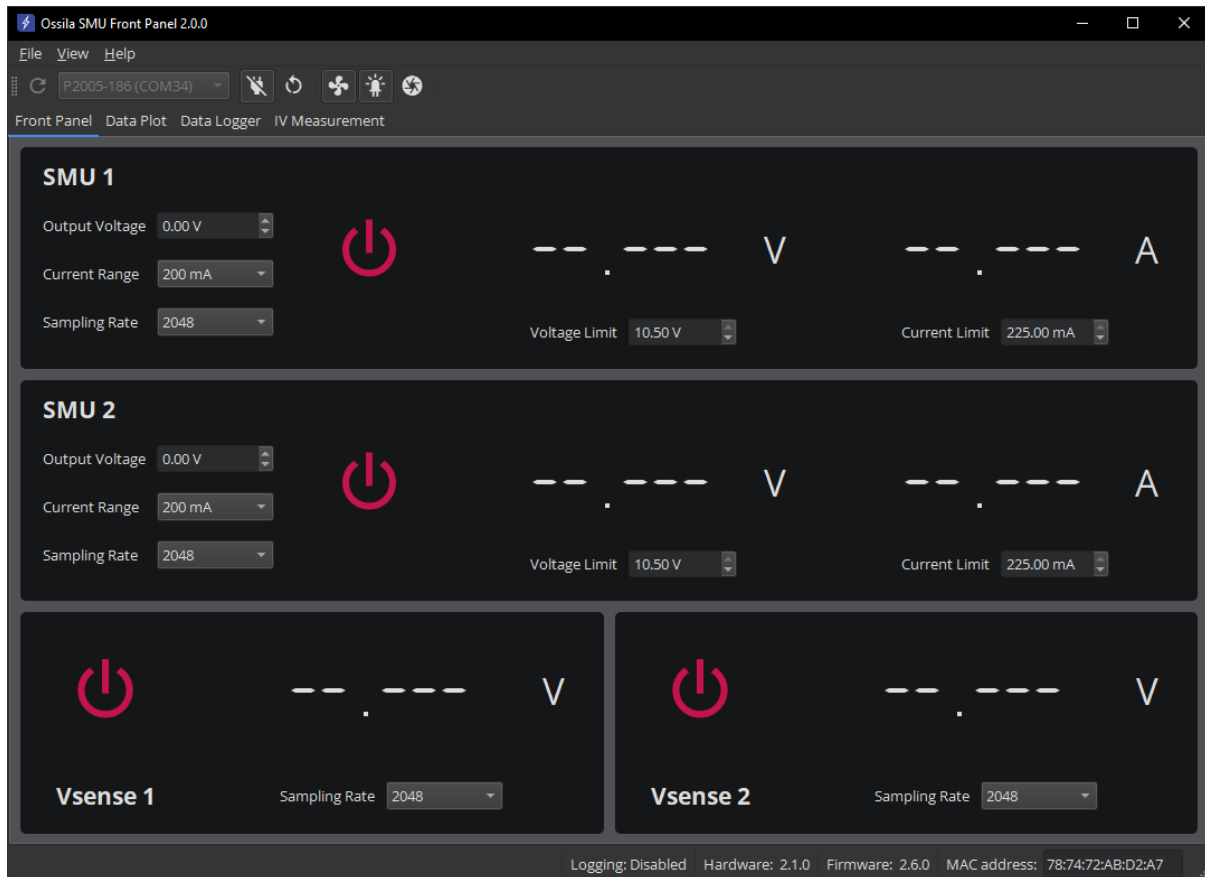 Ossila SMU Front Panel 2.0.0
File View Help
P2005-186 (COM34)
Front Panel Data Plot Data Logger IV Measurement
SMU 1
Output Voltage 0.00 V
Current Range 200 mA
Sampling Rate 2048
--.--- V
Voltage Limit 10.50 V
--.--- A
Current Limit 225.00 mA
SMU 2
Output Voltage 0.00 V
Current Range 200 mA
Sampling Rate 2048
--.--- V
Voltage Limit 10.50 V
--.--- A
Current Limit 225.00 mA
--.--- V
Vsense 1 Sampling Rate 2048
--.--- V
Vsense 2 Sampling Rate 2048
Logging: Disabled Hardware: 2.1.0 Firmware: 2.6.0 MAC address: 78:74:72:AB:D2:A7